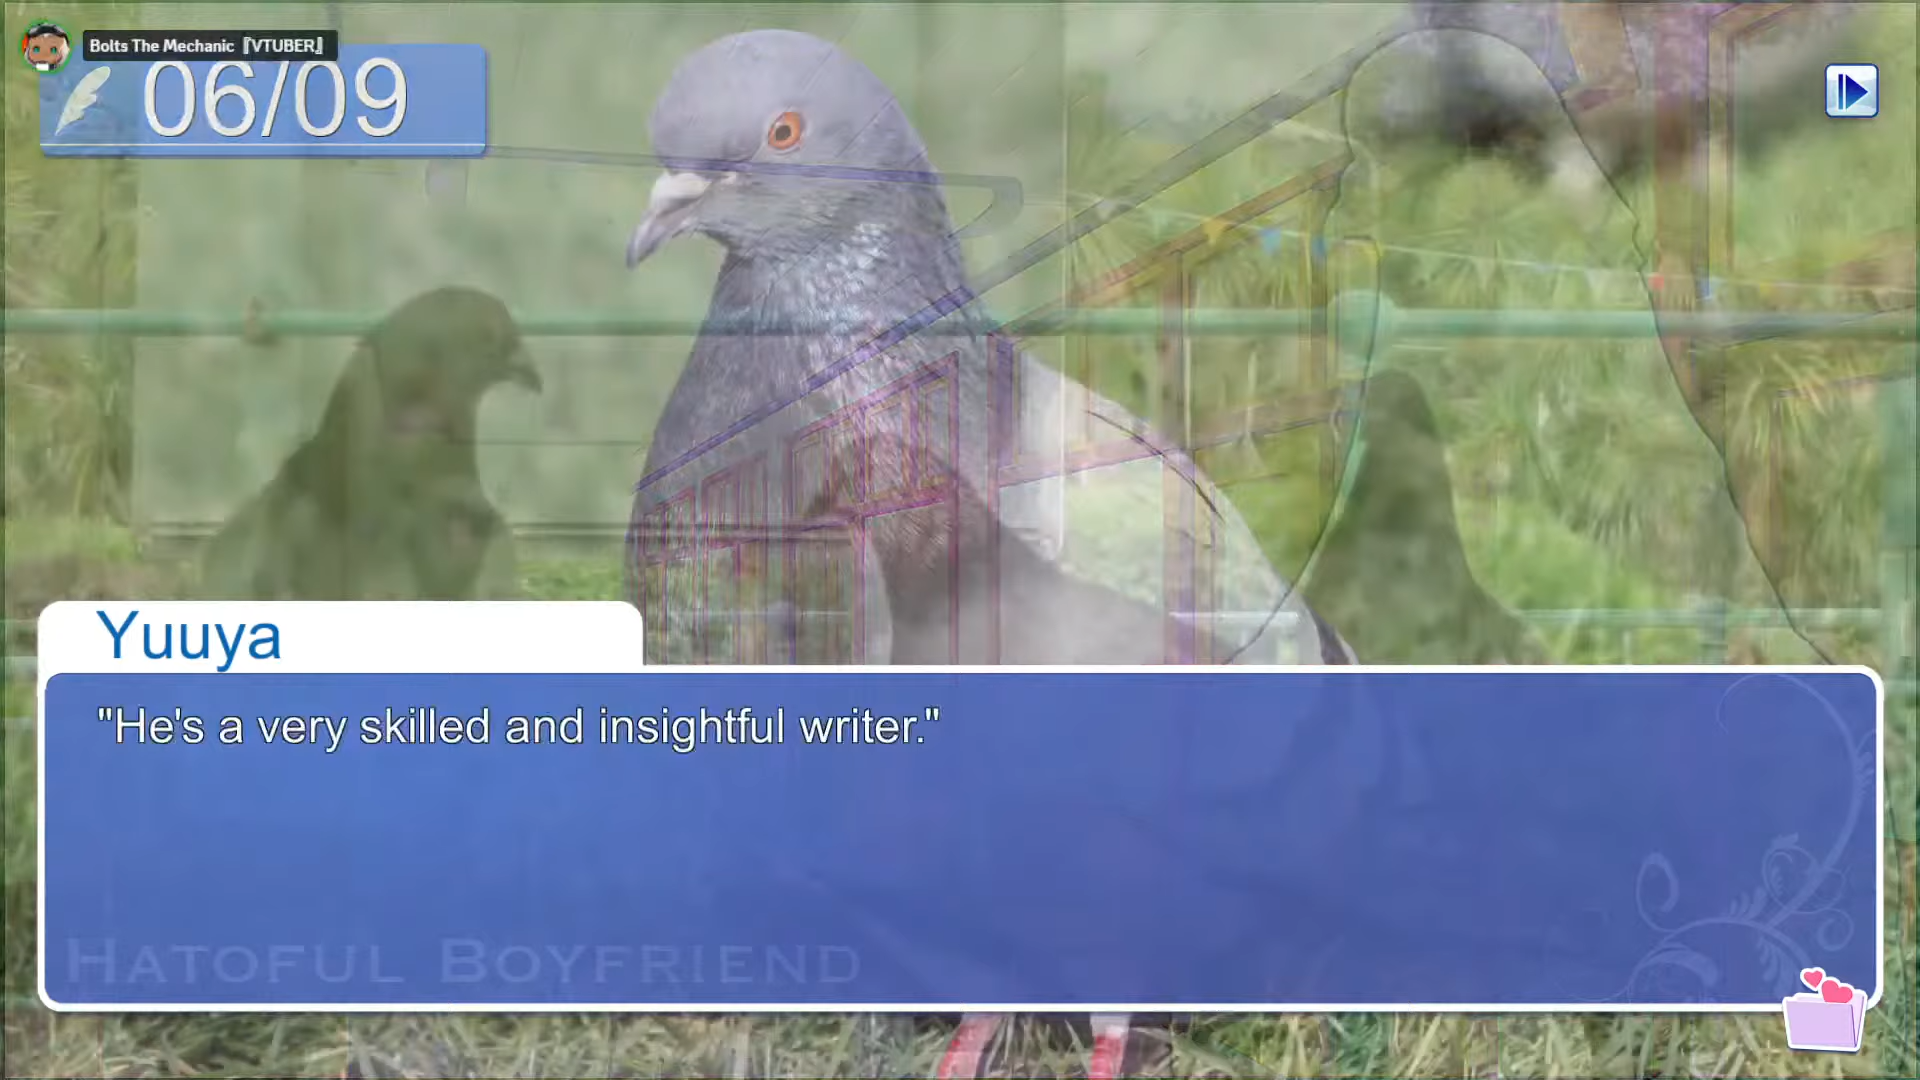 Bolts The Mechanic『VTUBER』
06/09
Yuuya
"He's a very skilled and insightful writer."
HATOFUL BOYFRIEND